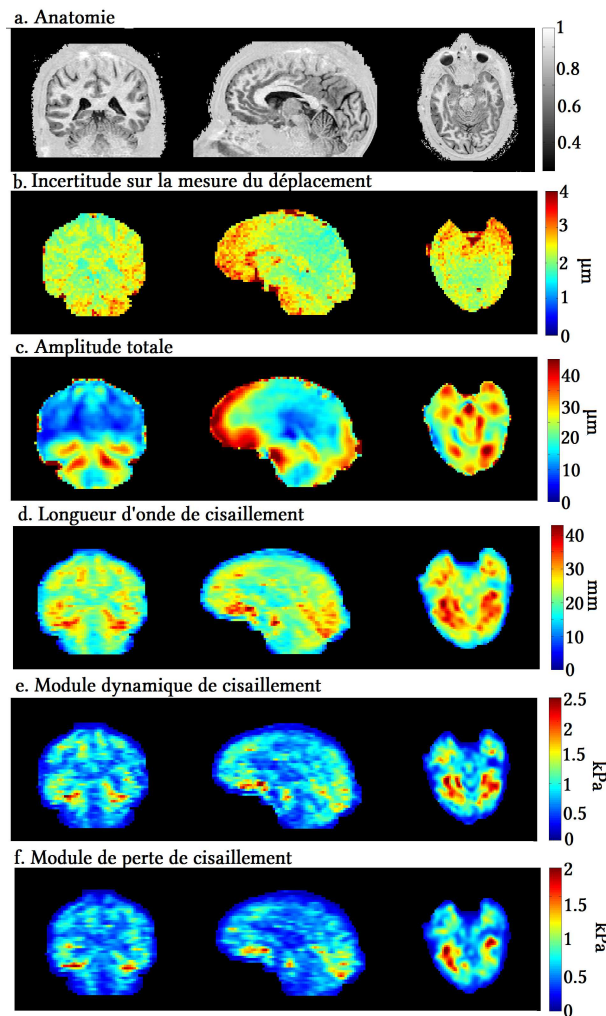 a. Anatomie
1
0.8
0.6
0.4
b. Incertitude sur la mesure du déplacement
4
3
2
1
0
µm
c. Amplitude totale
40
30
20
10
0
µm
d. Longueur d'onde de cisaillement
40
30
20
10
0
mm
e. Module dynamique de cisaillement
2.5
2
1.5
1
0.5
0
kPa
f. Module de perte de cisaillement
2
1.5
1
0.5
0
kPa